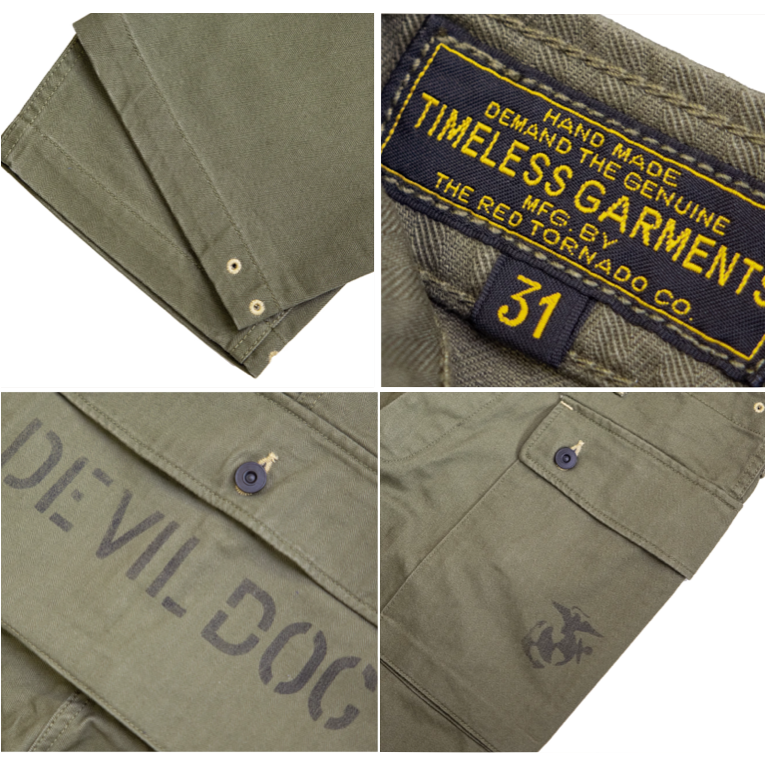 HAND MADE
DEMAND THE GENUINE
TIMELESS GARMENTS
MFG. BY
THE RED TORNADO CO.
31
DEVIL DOG